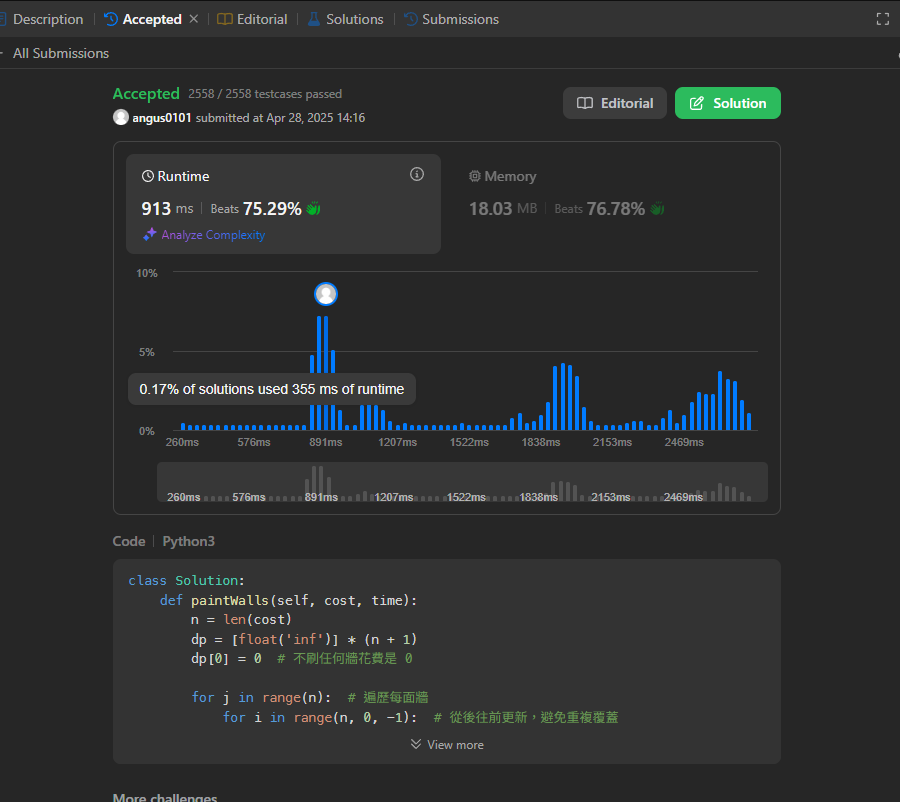 Description Accepted Editorial Solutions Submissions
All Submissions
Accepted 2558 / 2558 testcases passed
angus0101 submitted at Apr 28, 2025 14:16
Editorial Solution
Runtime
913 ms Beats 75.29%
Analyze Complexity
Memory
18.03 MB Beats 76.78%
10%
5%
0.17% of solutions used 355 ms of runtime
0%
260ms 576ms 891ms 1207ms 1522ms 1838ms 2153ms 2469ms
260ms 576ms 891ms 1207ms 1522ms 1838ms 2153ms 2469ms
Code Python3
class Solution:
    def paintWalls(self, cost, time):
        n = len(cost)
        dp = [float('inf')] * (n + 1)
        dp[0] = 0  # 不刷任何牆花費是 0
        for j in range(n):  # 遍歷每面牆
            for i in range(n, 0, -1):  # 從後往前更新，避免重複覆蓋
View more
More challenges